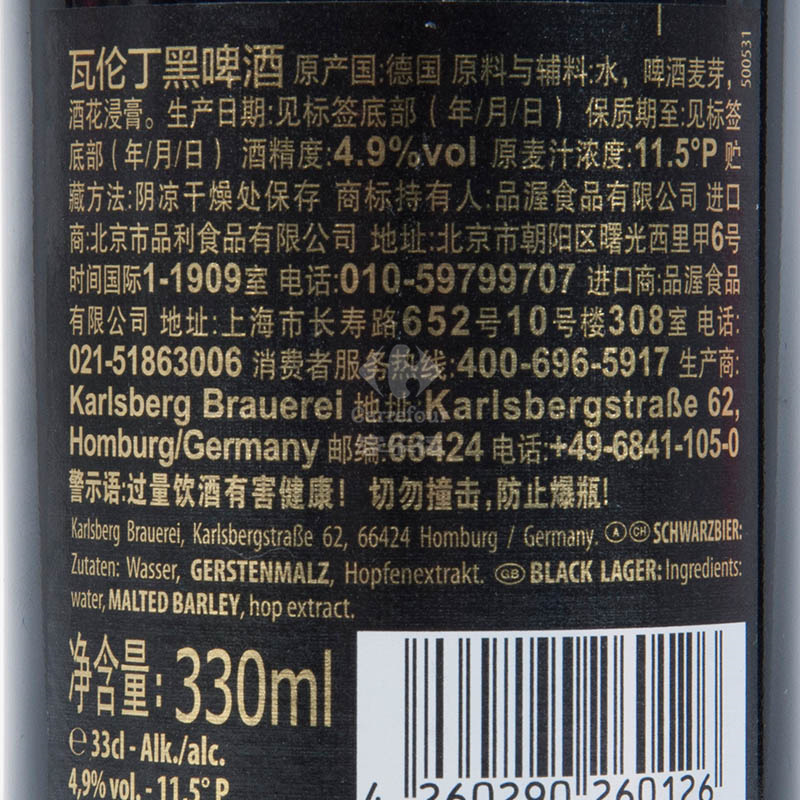 瓦伦丁黑啤酒 原产国:德国 原料与辅料:水，啤酒麦芽，
酒花浸膏。生产日期:见标签底部（年/月/日） 保质期至:见标签
底部（年/月/日） 酒精度:4.9%vol 原麦汁浓度:11.5°P 贮
藏方法:阴凉干燥处保存 商标持有人:品渥食品有限公司 进口
商:北京市品利食品有限公司 地址:北京市朝阳区曙光西里甲6号
时间国际1-1909室 电话:010-59799707 进口商:品渥食品
有限公司 地址:上海市长寿路652号10号楼308室 电话:
021-51863006 消费者服务热线:400-696-5917 生产商:
Karlsberg Brauerei 地址:Karlsbergstraße 62,
Homburg/Germany 邮编:66424 电话:+49-6841-105-0
警示语:过量饮酒有害健康！ 切勿撞击,防止爆瓶!
Karlsberg Brauerei, Karlsbergstraße 62, 66424 Homburg / Germany. A CH SCHWARZBIER:
Zutaten: Wasser, GERSTENMALZ, Hopfenextrakt. GB BLACK LAGER: Ingredients:
water, MALTED BARLEY, hop extract.
净含量: 330ml
e 33cl - Alk./alc.
4,9% vol. - 11,5° P
4 260290 260126
500531
Carrefour